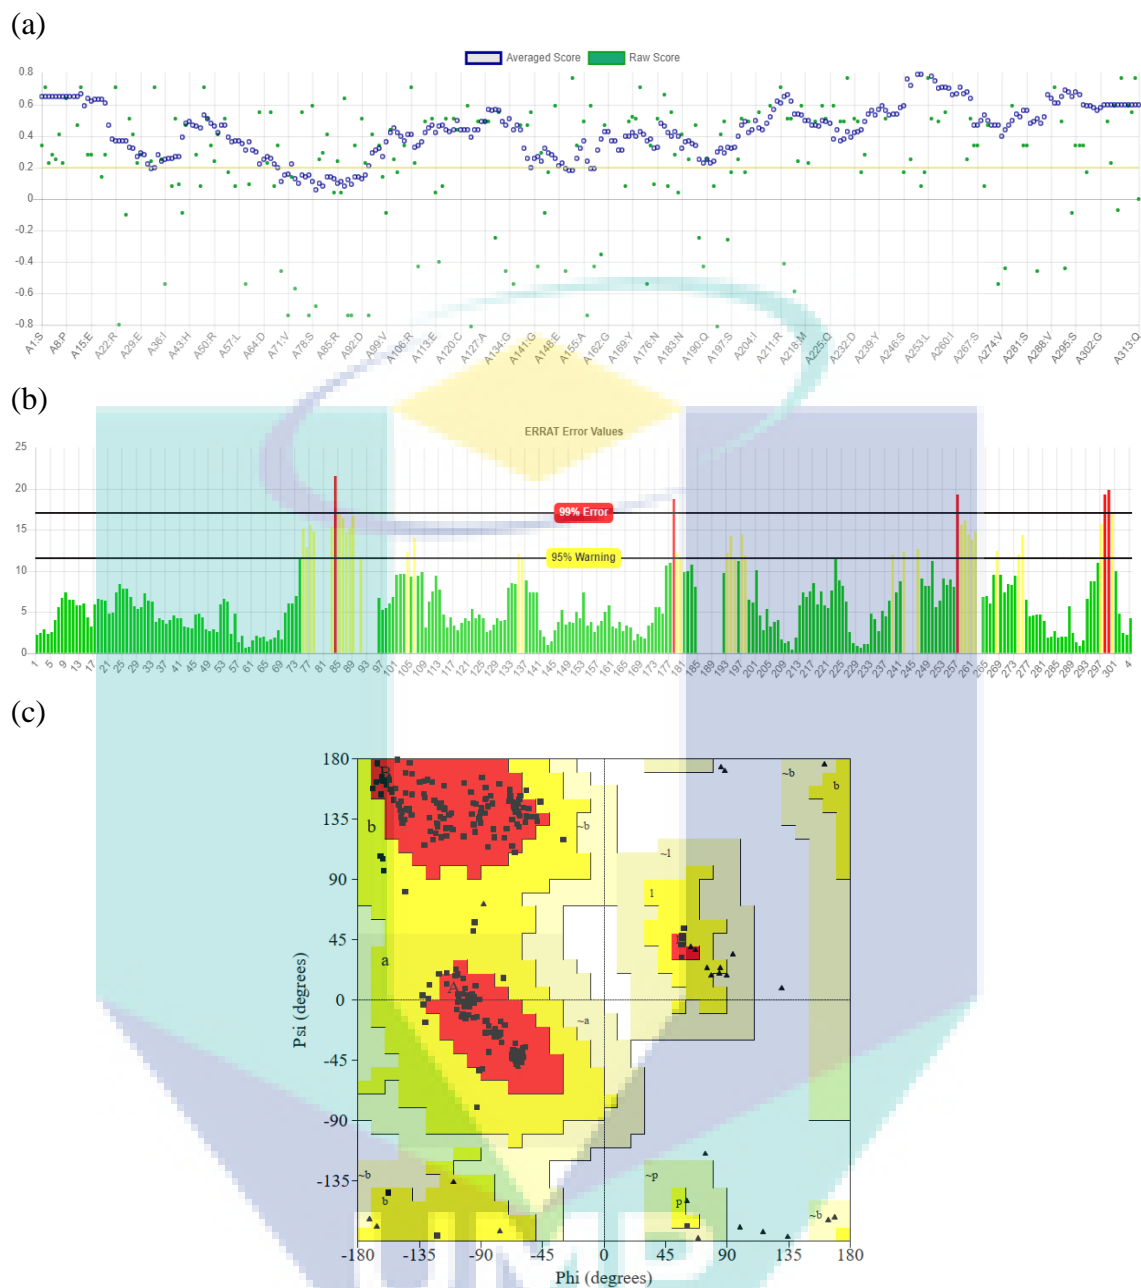 (a)
Averaged Score Raw Score
0.8
0.6
0.4
0.2
0
-0.2
-0.4
-0.6
-0.8
A1:S A8:P A15:E A22:R A29:E A36:I A43:H A50:R A57:L A64:D A71:V A78:S A85:R A92:D A99:V A106:R A113:E A120:C A127:A A134:G A141:G A148:E A155:A A162:G A169:Y A176:N A183:N A190:Q A197:S A204:I A211:R A218:M A225:Q A232:D A239:Y A246:S A253:L A260:I A267:S A274:V A281:S A288:V A295:S A302:G A313:Q
(b)
ERRAT Error Values
25
20
99% Error
15
95% Warning
10
5
0
1 5 9 13 17 21 25 29 33 37 41 45 49 53 57 61 65 69 73 77 81 85 89 93 97 101 105 109 113 117 121 125 129 133 137 141 145 149 153 157 161 165 169 173 177 181 185 189 193 197 201 205 209 213 217 221 225 229 233 237 241 245 249 253 257 261 265 269 273 277 281 285 289 293 297 301 4
(c)
180
B ~b b
135
b ~b
~l
90
l
45
a
A
0
~a
-45
-90
-135
~b ~p
b p ~b
-180 -135 -90 -45 0 45 90 135 180
Psi (degrees)
Phi (degrees)